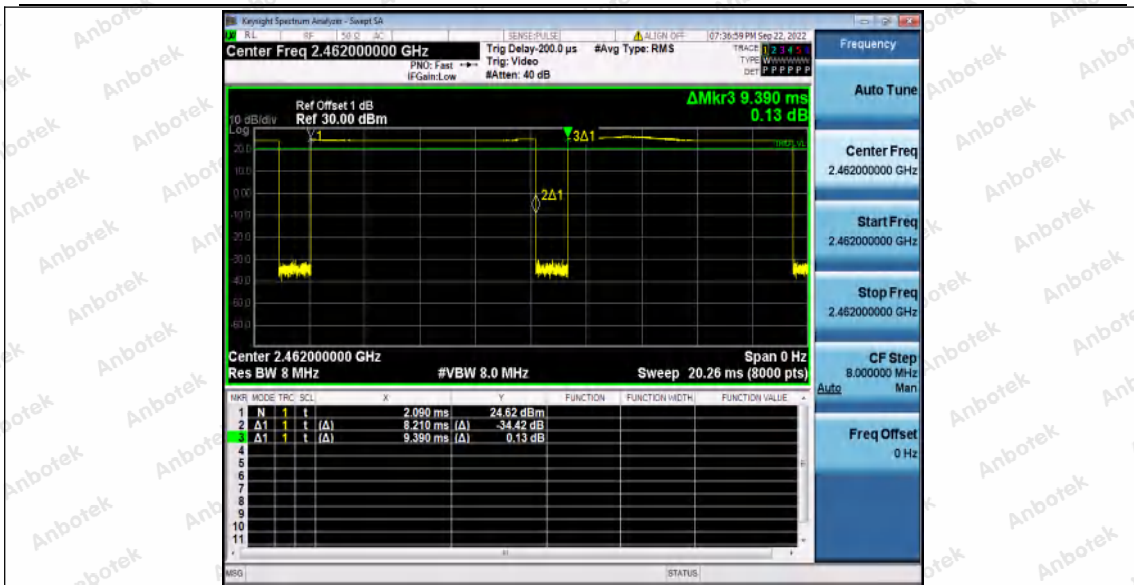 Keysight Spectrum Analyzer - Swept SA
RL RF 50 Ω AC SENSE:PULSE ALIGN OFF 07:36:59 PM Sep 22, 2022
Center Freq 2.462000000 GHz
PNO: Fast
IFGain:Low
Trig Delay-200.0 µs
Trig: Video
#Atten: 40 dB
#Avg Type: RMS
TRACE 1 2 3 4 5 6
TYPE WWWWWW
DET P P P P P P
ΔMkr3 9.390 ms
0.13 dB
Ref Offset 1 dB
10 dB/div Ref 30.00 dBm
Log
1
3Δ1
TRIG LVL
20.0
10.0
0.00
2Δ1
-10.0
-20.0
-30.0
-40.0
-50.0
-60.0
Center 2.462000000 GHz Span 0 Hz
Res BW 8 MHz #VBW 8.0 MHz Sweep 20.26 ms (8000 pts)
MKR MODE TRC SCL X Y FUNCTION FUNCTION WIDTH FUNCTION VALUE
1 N 1 t 2.090 ms 24.62 dBm
2 Δ1 1 t (Δ) 8.210 ms (Δ) -34.42 dB
3 Δ1 1 t (Δ) 9.390 ms (Δ) 0.13 dB
4
5
6
7
8
9
10
11
MSG STATUS
Frequency
Auto Tune
Center Freq
2.462000000 GHz
Start Freq
2.462000000 GHz
Stop Freq
2.462000000 GHz
CF Step
8.000000 MHz
Auto Man
Freq Offset
0 Hz
Anbotek